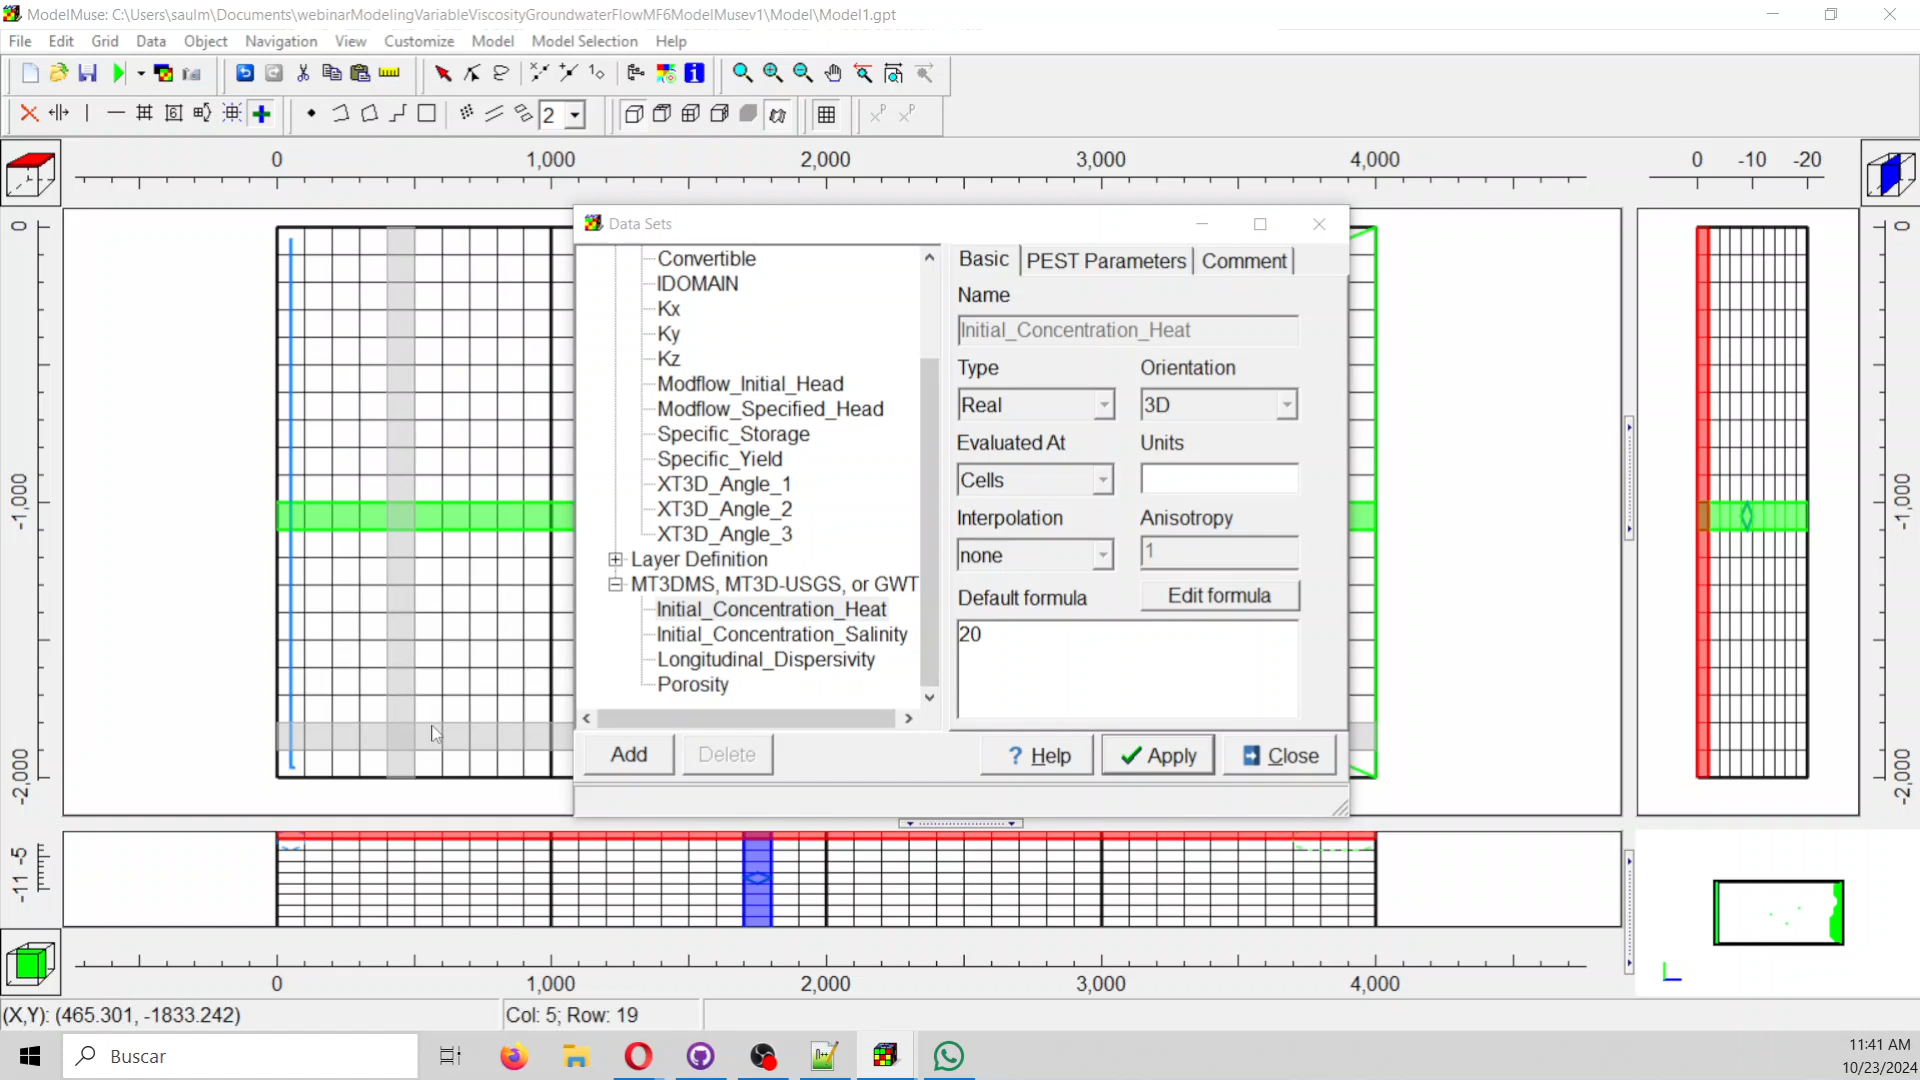 ModelMuse: C:\Users\saulm\Documents\webinarModelingVariableViscosityGroundwaterFlowMF6ModelMusev1\Model\Model1.gpt
File Edit Grid Data Object Navigation View Customize Model Model Selection Help
2
0 1,000 2,000 3,000 4,000
0 -10 -20
0
-1,000
-2,000
0
-1,000
-2,000
Data Sets
Convertible
IDOMAIN
Kx
Ky
Kz
Modflow_Initial_Head
Modflow_Specified_Head
Specific_Storage
Specific_Yield
XT3D_Angle_1
XT3D_Angle_2
XT3D_Angle_3
Layer Definition
MT3DMS, MT3D-USGS, or GWT
Initial_Concentration_Heat
Initial_Concentration_Salinity
Longitudinal_Dispersivity
Porosity
Basic PEST Parameters Comment
Name
Initial_Concentration_Heat
Type Orientation
Real 3D
Evaluated At Units
Cells
Interpolation Anisotropy
none 1
Default formula Edit formula
20
Add Delete ? Help Apply Close
-5
-11
0 1,000 2,000 3,000 4,000
(X,Y): (465.301, -1833.242) Col: 5; Row: 19
Buscar
11:41 AM
10/23/2024